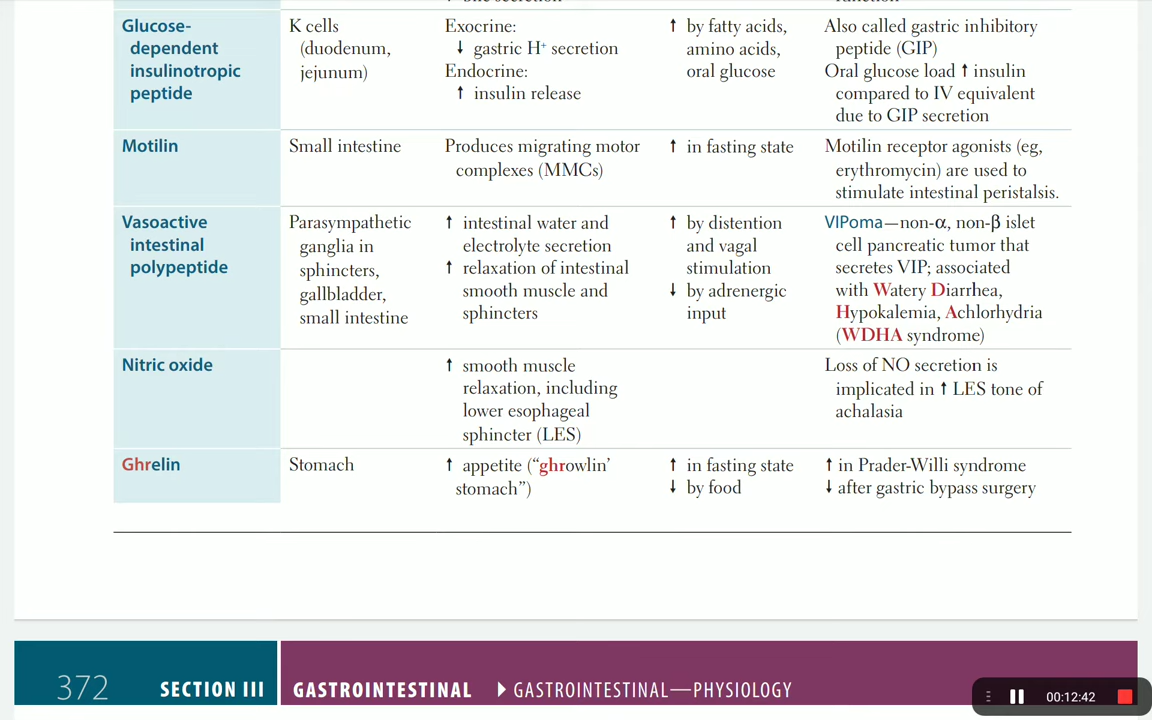 Glucose-
dependent
insulinotropic
peptide
K cells
(duodenum,
jejunum)
Exocrine:
↓ gastric H⁺ secretion
Endocrine:
↑ insulin release
↑ by fatty acids,
amino acids,
oral glucose
Also called gastric inhibitory
peptide (GIP)
Oral glucose load ↑ insulin
compared to IV equivalent
due to GIP secretion
Motilin
Small intestine
Produces migrating motor
complexes (MMCs)
↑ in fasting state
Motilin receptor agonists (eg,
erythromycin) are used to
stimulate intestinal peristalsis.
Vasoactive
intestinal
polypeptide
Parasympathetic
ganglia in
sphincters,
gallbladder,
small intestine
↑ intestinal water and
electrolyte secretion
↑ relaxation of intestinal
smooth muscle and
sphincters
↑ by distention
and vagal
stimulation
↓ by adrenergic
input
VIPoma—non-α, non-β islet
cell pancreatic tumor that
secretes VIP; associated
with Watery Diarrhea,
Hypokalemia, Achlorhydria
(WDHA syndrome)
Nitric oxide
↑ smooth muscle
relaxation, including
lower esophageal
sphincter (LES)
Loss of NO secretion is
implicated in ↑ LES tone of
achalasia
Ghrelin
Stomach
↑ appetite (“ghrowlin’
stomach”)
↑ in fasting state
↓ by food
↑ in Prader-Willi syndrome
↓ after gastric bypass surgery
372 SECTION III GASTROINTESTINAL ▶ GASTROINTESTINAL—PHYSIOLOGY
00:12:42